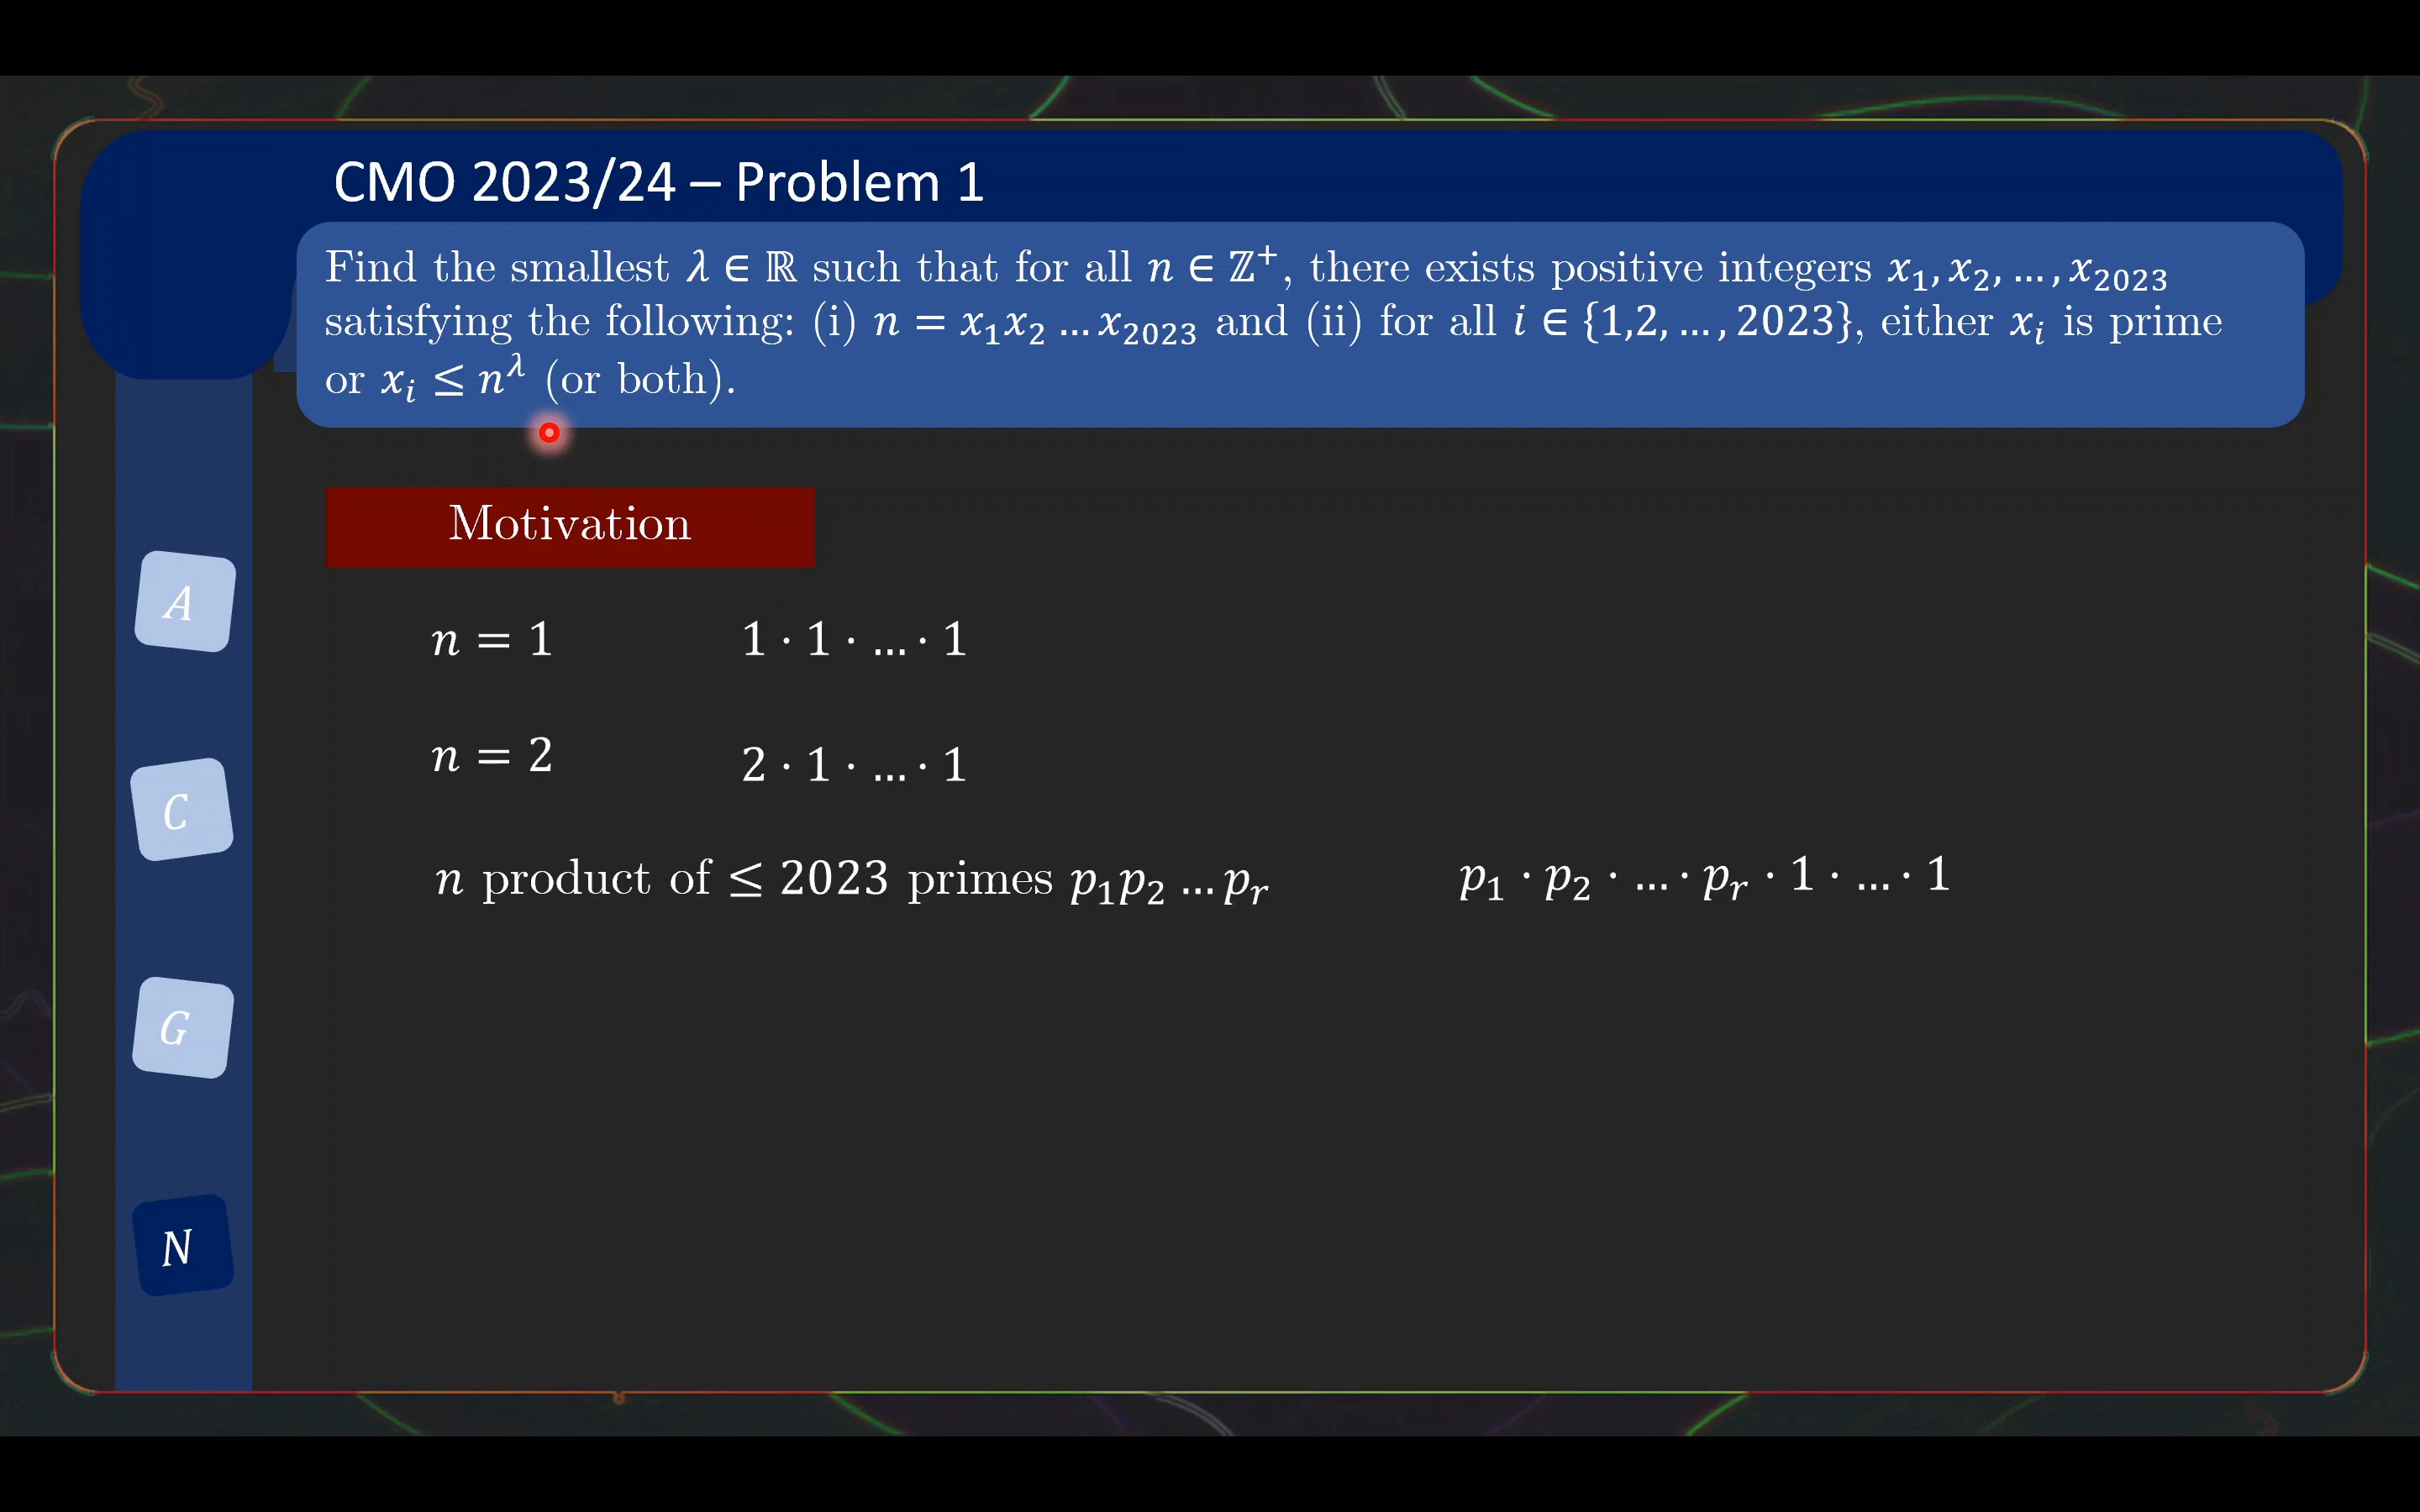 CMO 2023/24 – Problem 1
Find the smallest λ ∈ ℝ such that for all n ∈ ℤ⁺, there exists positive integers x₁, x₂, …, x₂₀₂₃
satisfying the following: (i) n = x₁x₂ … x₂₀₂₃ and (ii) for all i ∈ {1,2, …, 2023}, either xᵢ is prime
or xᵢ ≤ n^λ (or both).
Motivation
n = 1 1 · 1 · … · 1
n = 2 2 · 1 · … · 1
n product of ≤ 2023 primes p₁p₂ … pᵣ p₁ · p₂ · … · pᵣ · 1 · … · 1
A
C
G
N